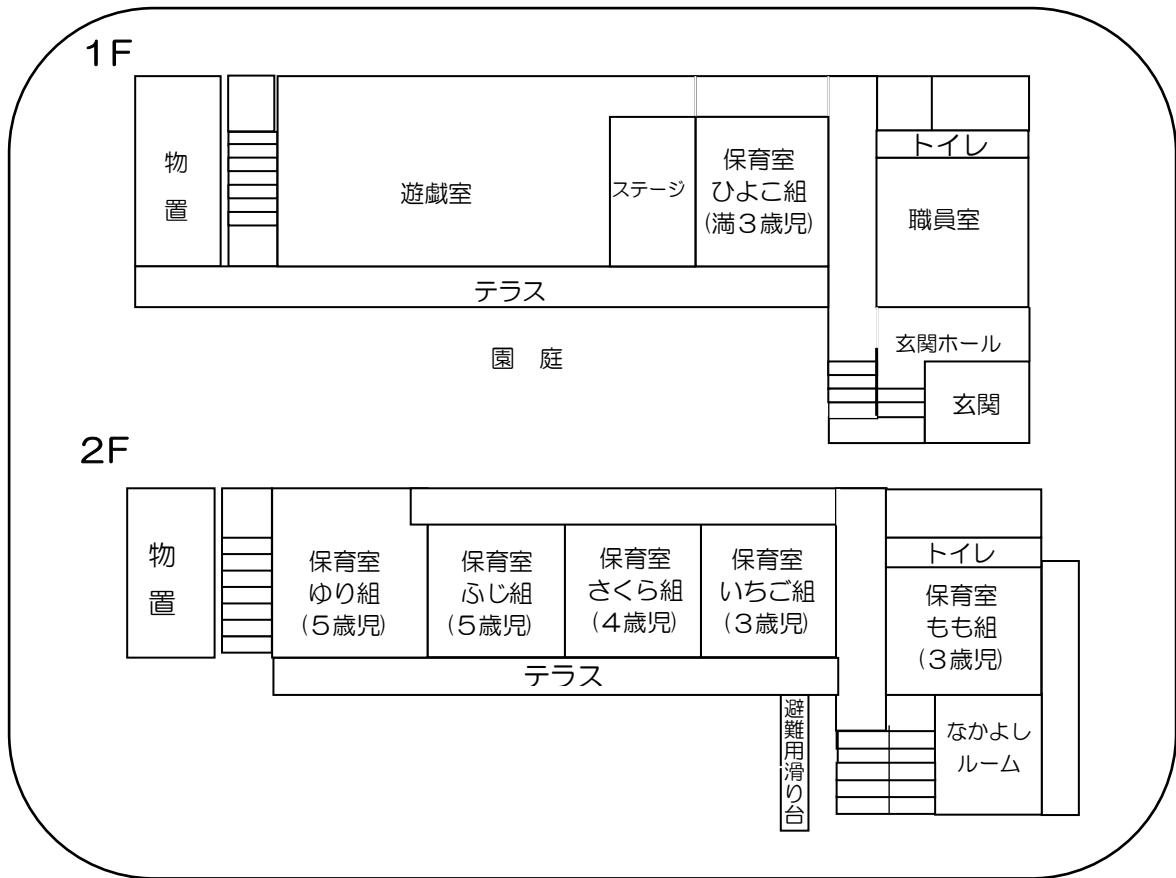 1F
物
置
遊戯室
ステージ
保育室
ひよこ組
(満3歳児)
トイレ
職員室
テラス
園 庭
玄関ホール
玄関
2F
物
置
保育室
ゆり組
(5歳児)
保育室
ふじ組
(5歳児)
保育室
さくら組
(4歳児)
保育室
いちご組
(3歳児)
トイレ
保育室
もも組
(3歳児)
テラス
避難用滑り台
なかよし
ルーム